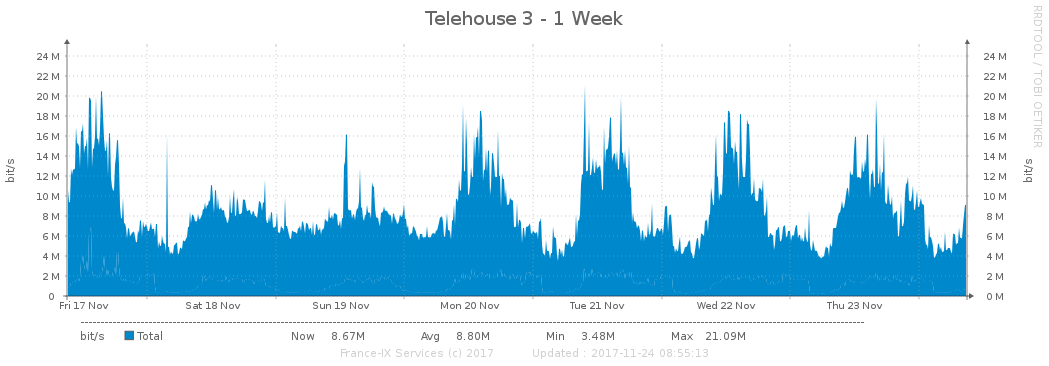 Telehouse 3 - 1 Week
RRDTOOL / TOBI OETIKER
bit/s
bit/s
24 M 24 M
22 M 22 M
20 M 20 M
18 M 18 M
16 M 16 M
14 M 14 M
12 M 12 M
10 M 10 M
8 M 8 M
6 M 6 M
4 M 4 M
2 M 2 M
0 0 M
Fri 17 Nov Sat 18 Nov Sun 19 Nov Mon 20 Nov Tue 21 Nov Wed 22 Nov Thu 23 Nov
bit/s Total Now 8.67M Avg 8.80M Min 3.48M Max 21.09M
France-IX Services (c) 2017 Updated : 2017-11-24 08:55:13